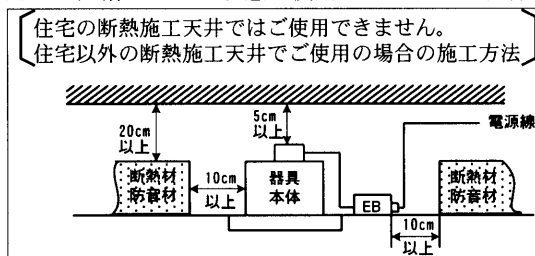 住宅の断熱施工天井ではご使用できません。
住宅以外の断熱施工天井でご使用の場合の施工方法
20cm
以上
5cm
以上
電源線
断熱材
防音材
10cm
以上
器具
本体
EB
断熱材
防音材
10cm
以上